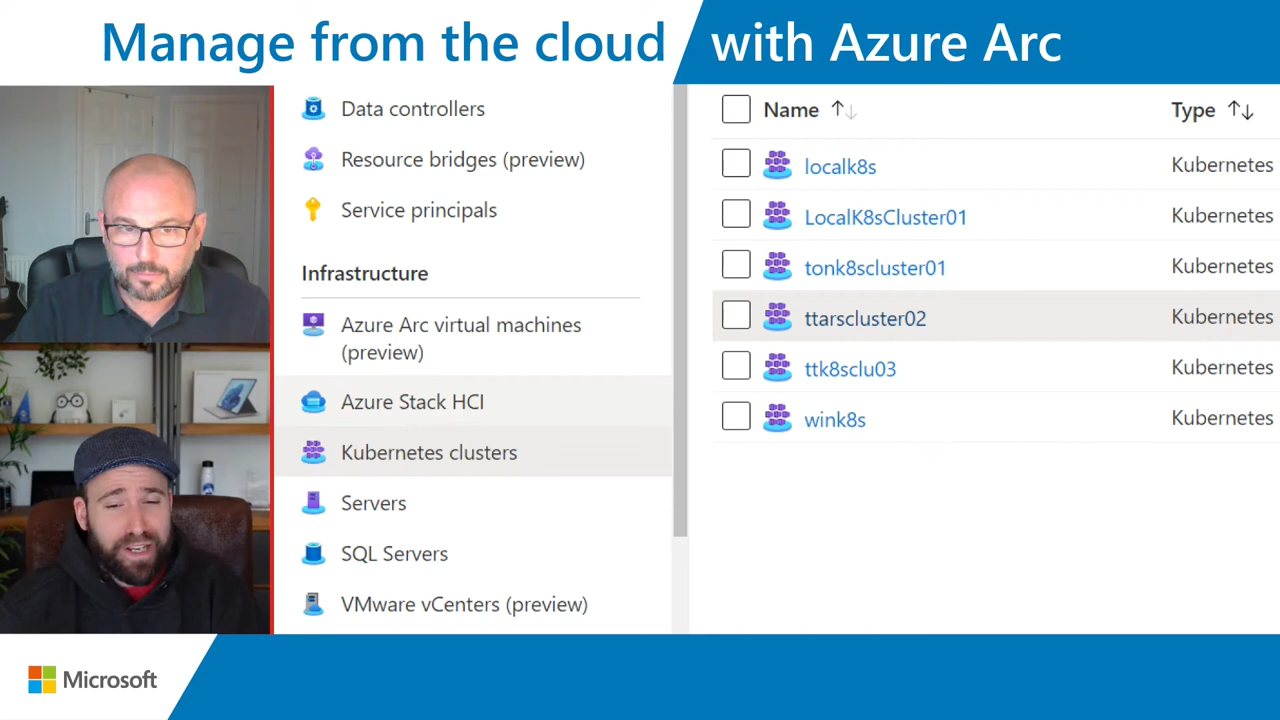 Manage from the cloud with Azure Arc
Data controllers
Resource bridges (preview)
Service principals
Infrastructure
Azure Arc virtual machines
(preview)
Azure Stack HCI
Kubernetes clusters
Servers
SQL Servers
VMware vCenters (preview)
Name Type
localk8s Kubernetes
LocalK8sCluster01 Kubernetes
tonk8scluster01 Kubernetes
ttarscluster02 Kubernetes
ttk8sclu03 Kubernetes
wink8s Kubernetes
Microsoft